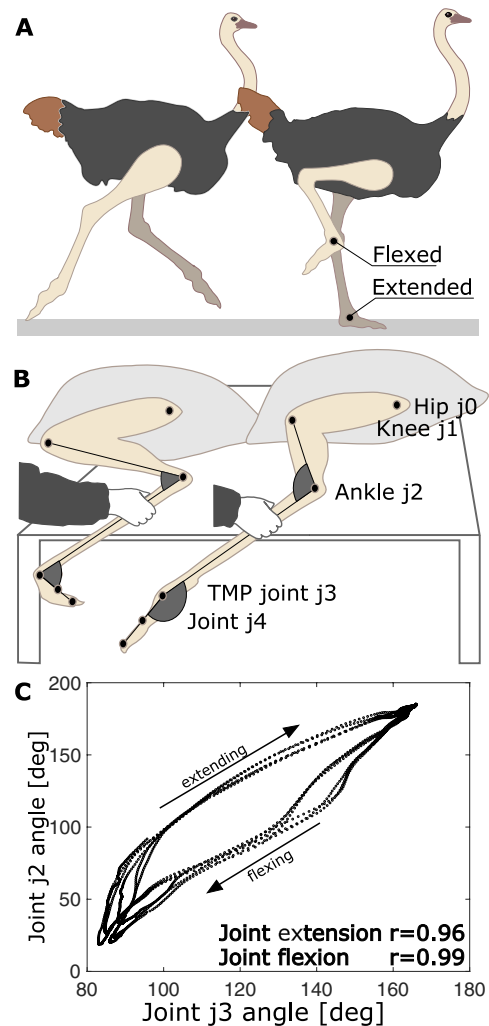 A
Flexed
Extended
B
Hip j0
Knee j1
Ankle j2
TMP joint j3
Joint j4
C
200
150
100
50
0
Joint j2 angle [deg]
extending
flexing
Joint extension r=0.96
Joint flexion r=0.99
80 100 120 140 160 180
Joint j3 angle [deg]